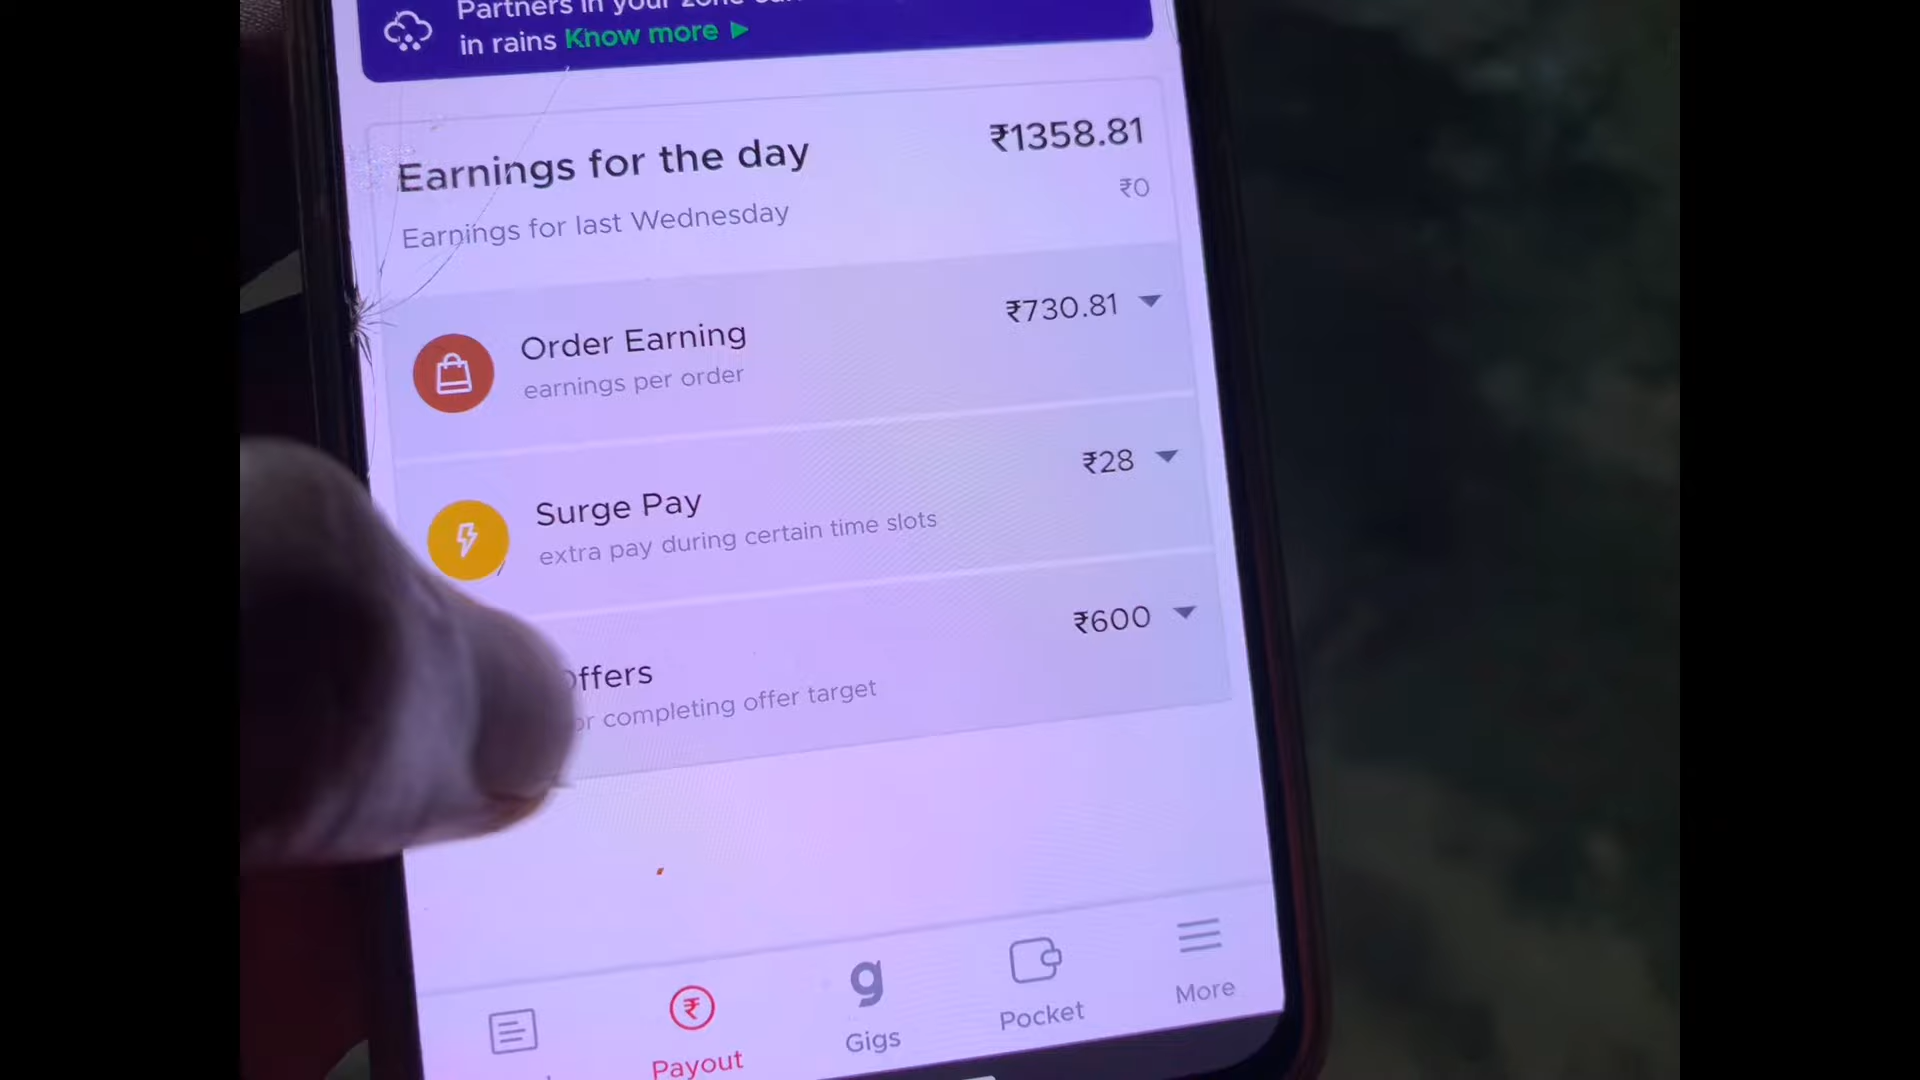 Partners in your zone
in rains Know more ▶
Earnings for the day ₹1358.81
Earnings for last Wednesday ₹0
Order Earning ₹730.81
earnings per order
Surge Pay ₹28
extra pay during certain time slots
Offers ₹600
completing offer target
Payout
g
Gigs
Pocket
More